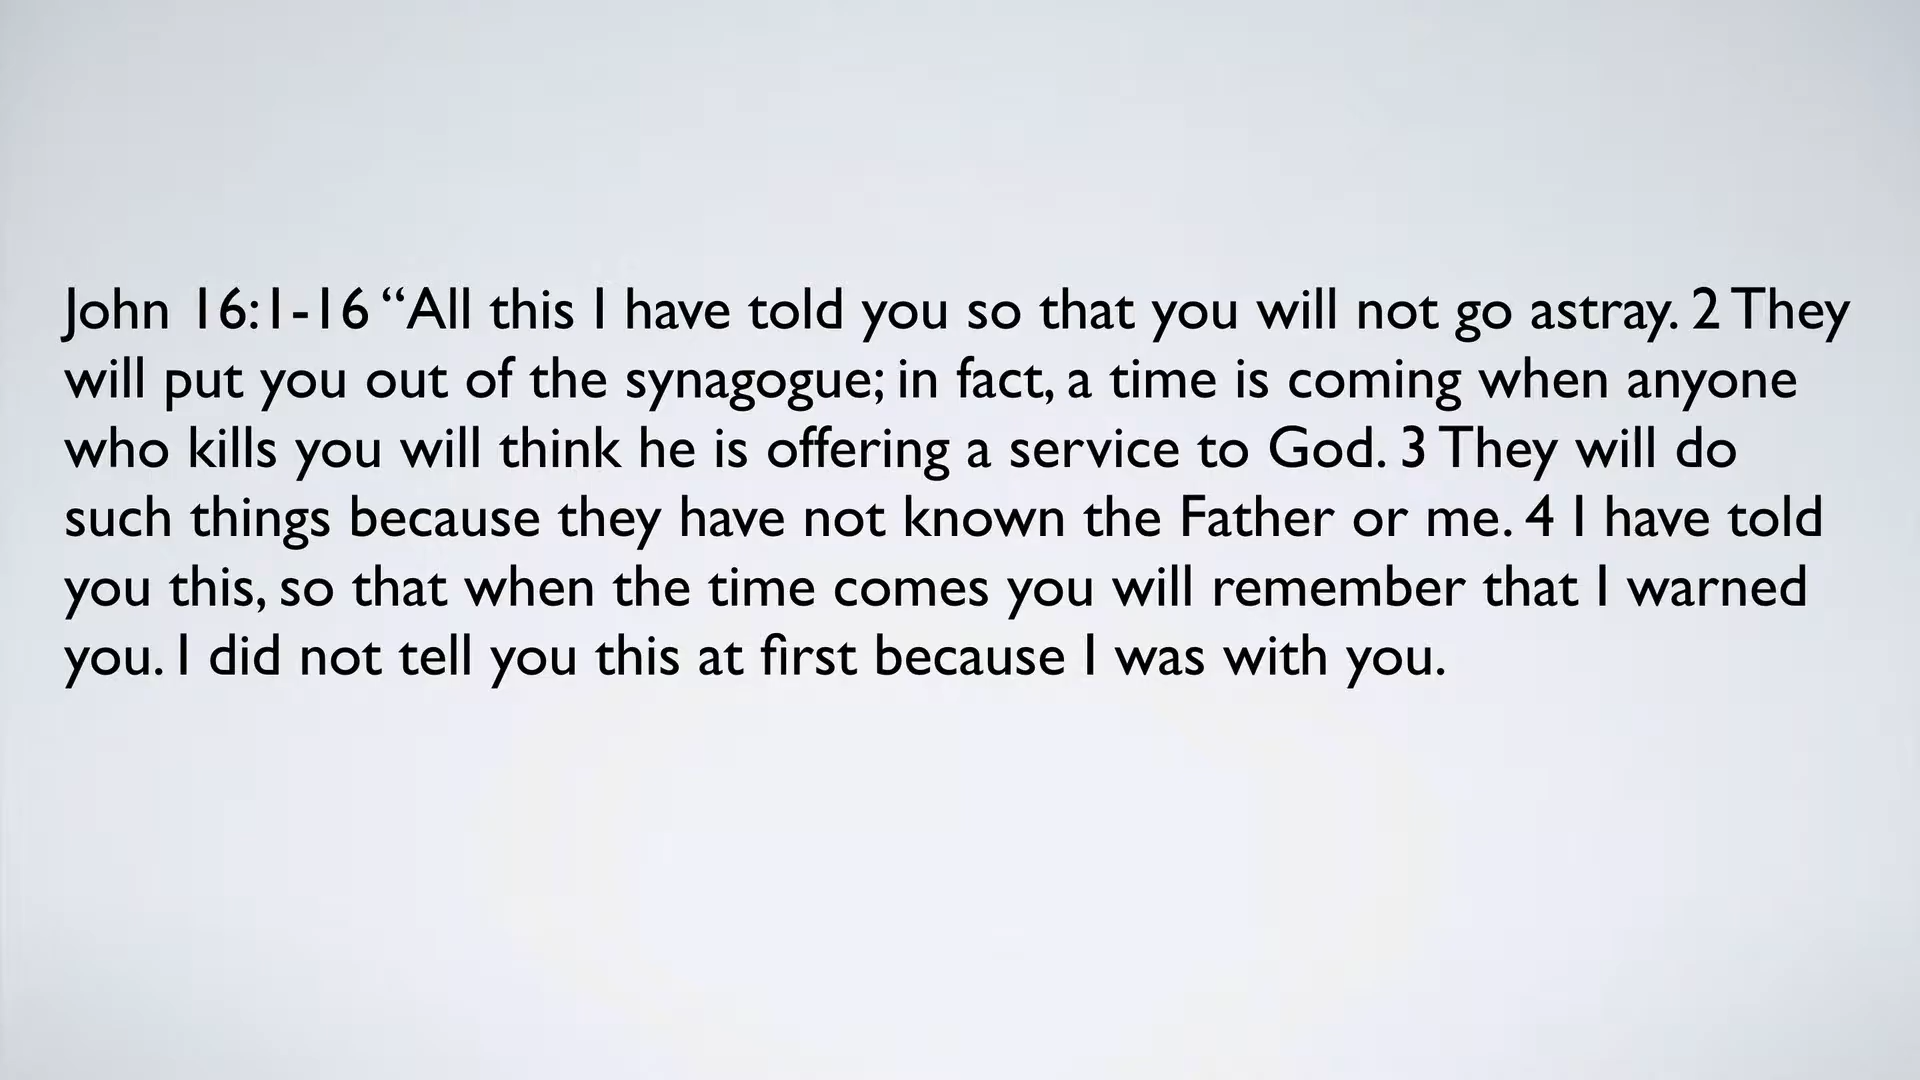 John 16:1-16 “All this I have told you so that you will not go astray. 2 They
will put you out of the synagogue; in fact, a time is coming when anyone
who kills you will think he is offering a service to God. 3 They will do
such things because they have not known the Father or me. 4 I have told
you this, so that when the time comes you will remember that I warned
you. I did not tell you this at first because I was with you.